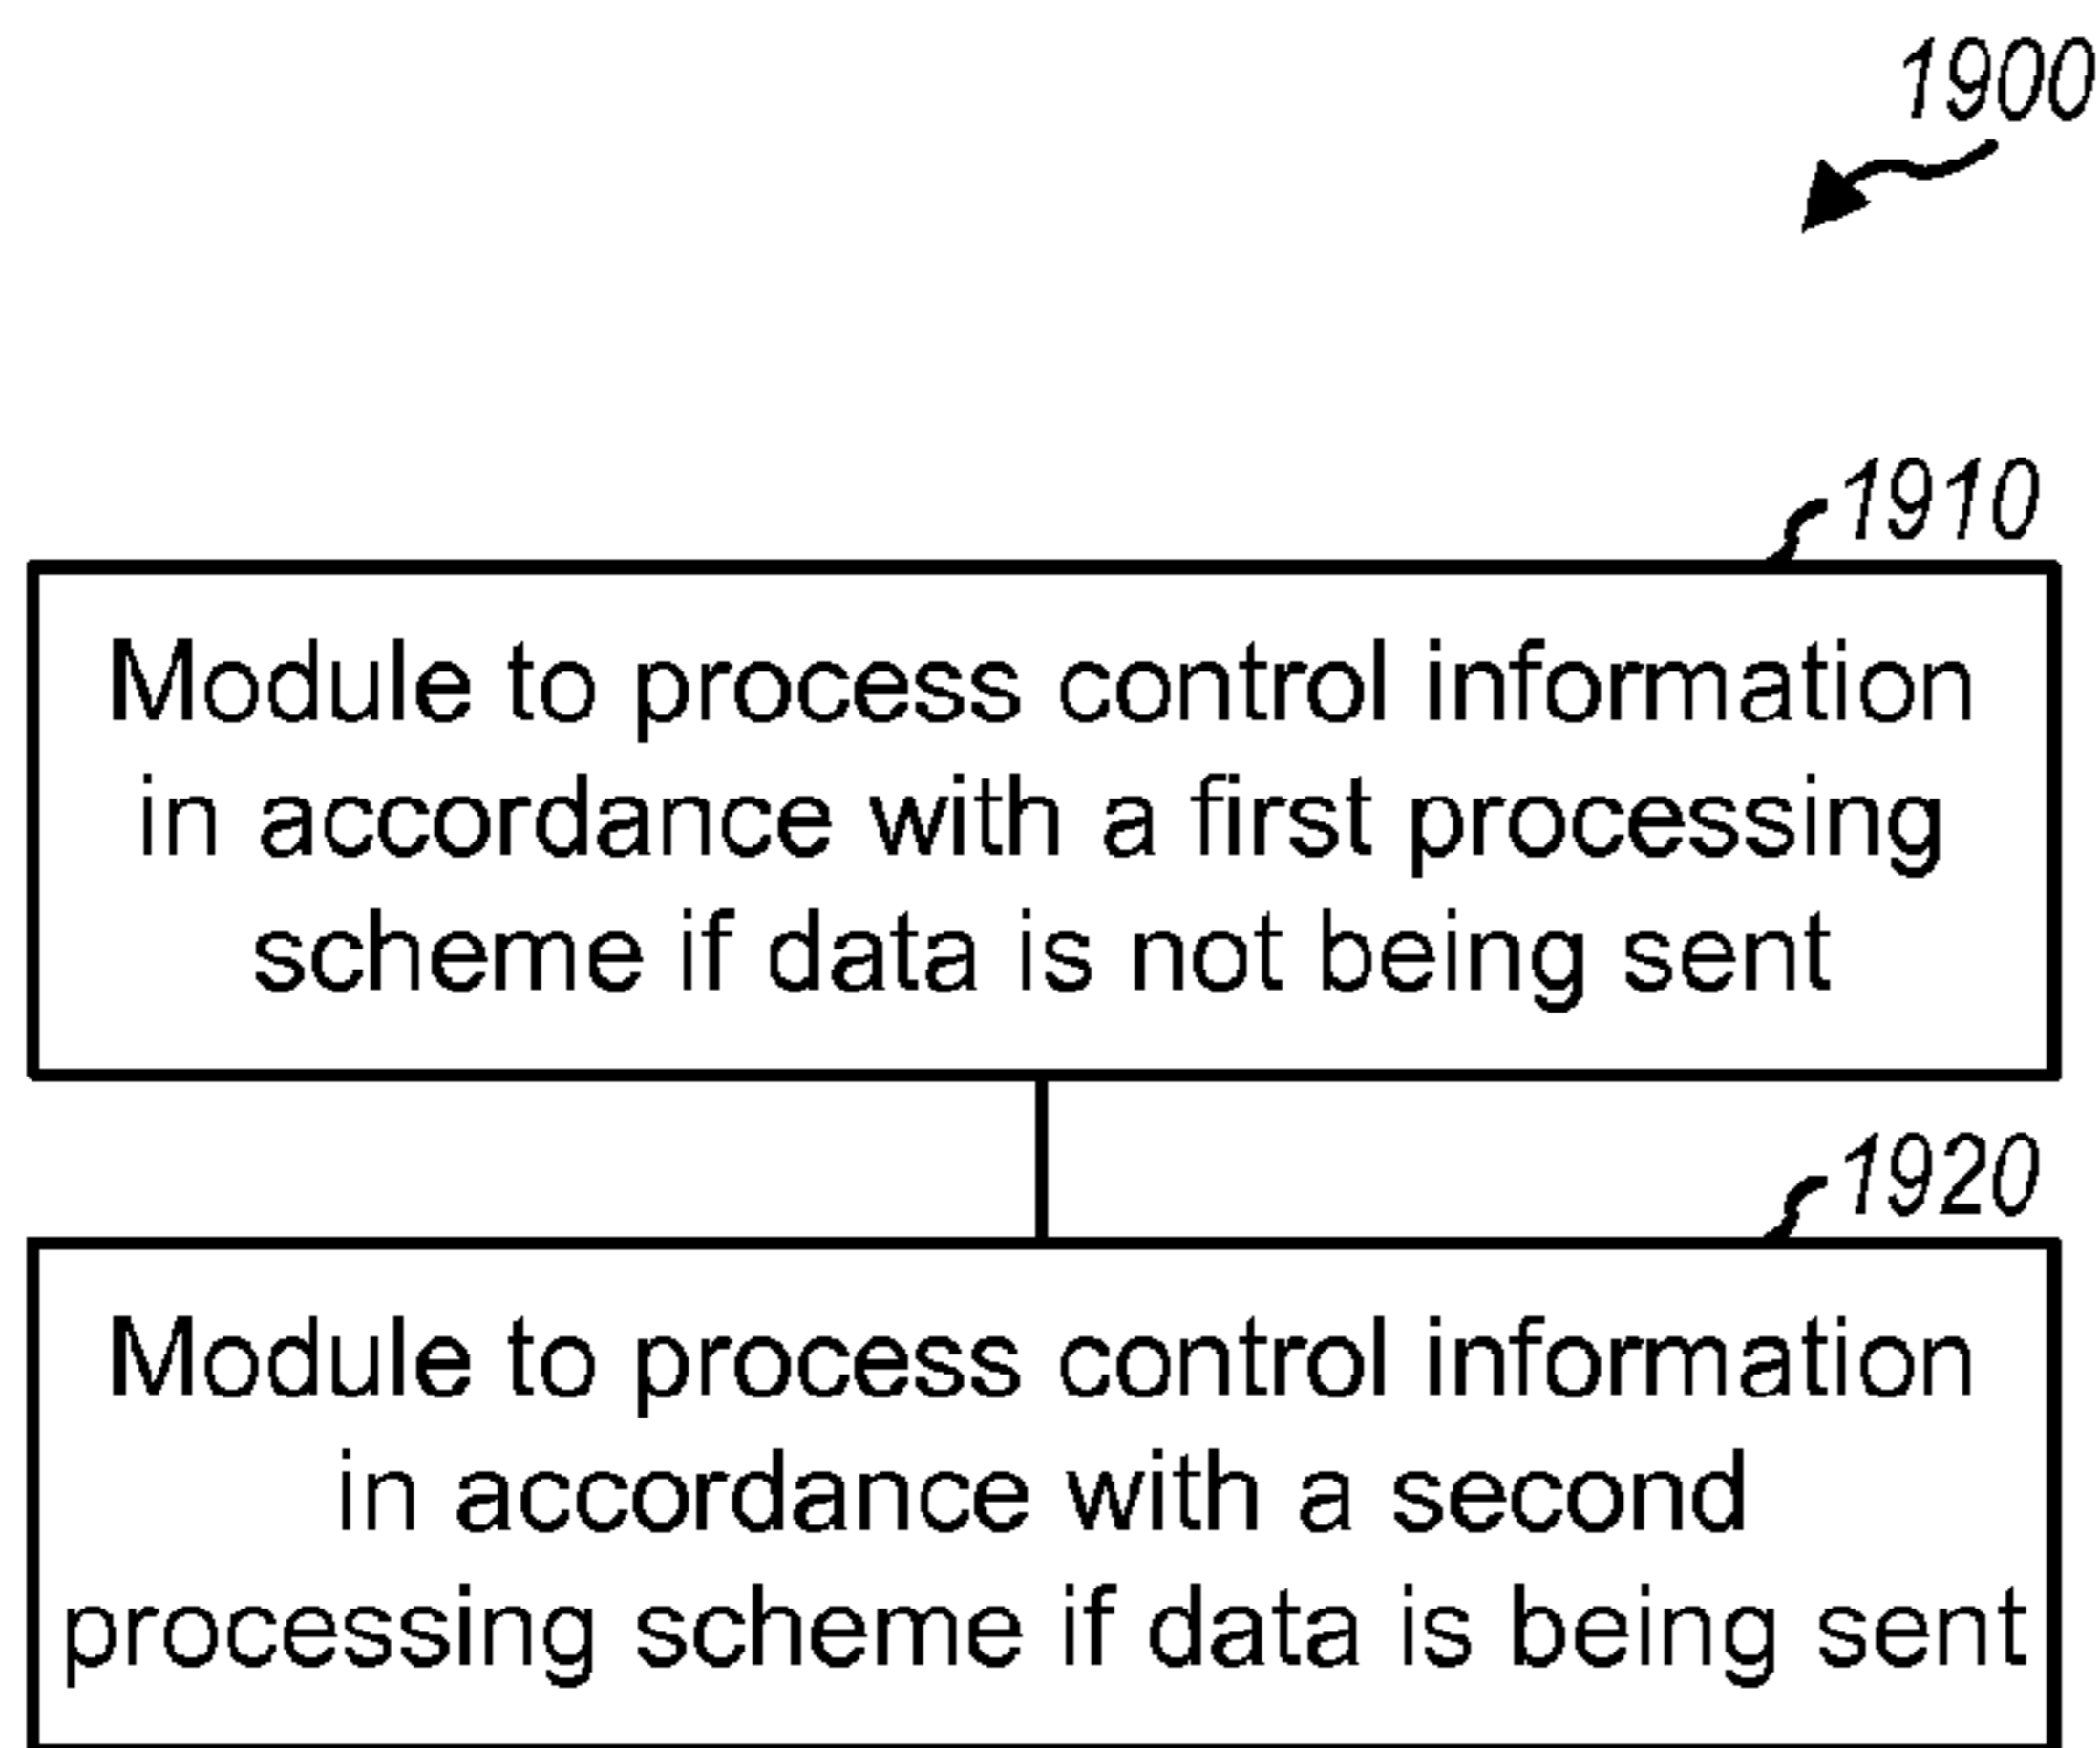 1900
1910
Module to process control information
in accordance with a first processing
scheme if data is not being sent
1920
Module to process control information
in accordance with a second
processing scheme if data is being sent